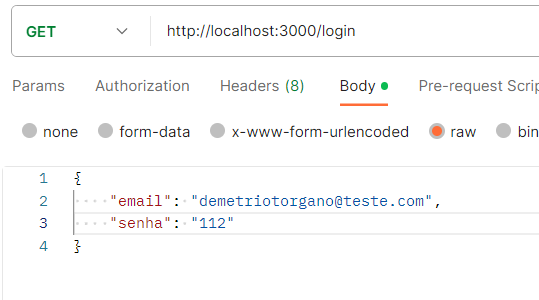 GET http://localhost:3000/login
Params Authorization Headers (8) Body Pre-request Scrip
none form-data x-www-form-urlencoded raw bin
1 {
2 "email": "demetriotorgano@teste.com",
3 "senha": "112"
4 }